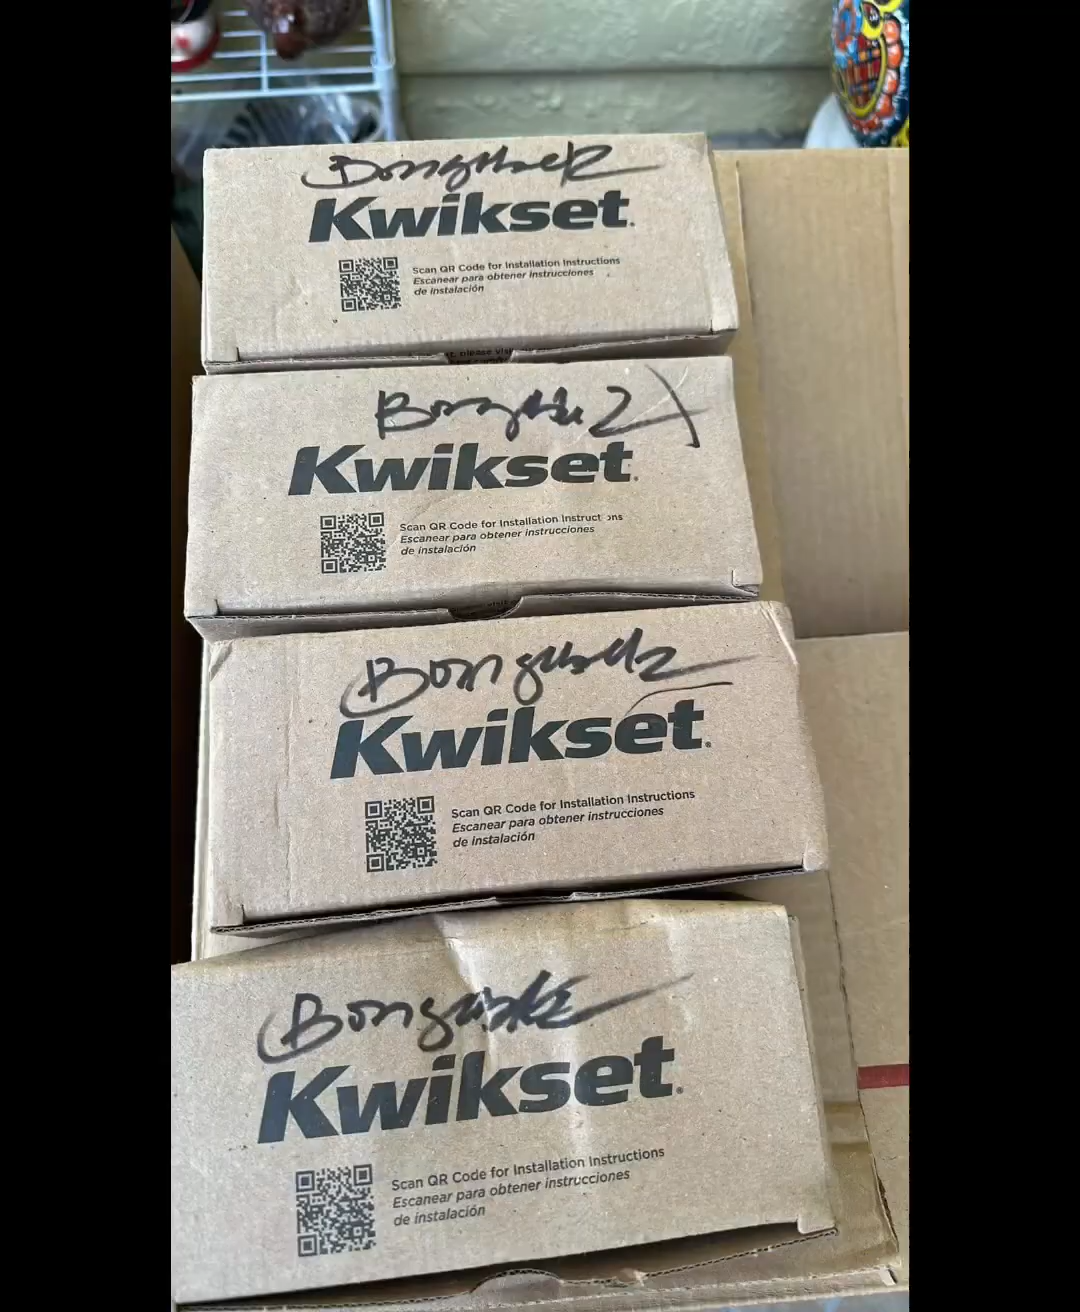 Kwikset
Scan QR Code for Installation Instructions
Escanear para obtener instrucciones
de instalación
Kwikset
Scan QR Code for Installation Instructions
Escanear para obtener instrucciones
de instalación
Kwikset
Scan QR Code for Installation Instructions
Escanear para obtener instrucciones
de instalación
Kwikset
Scan QR Code for Installation Instructions
Escanear para obtener instrucciones
de instalación